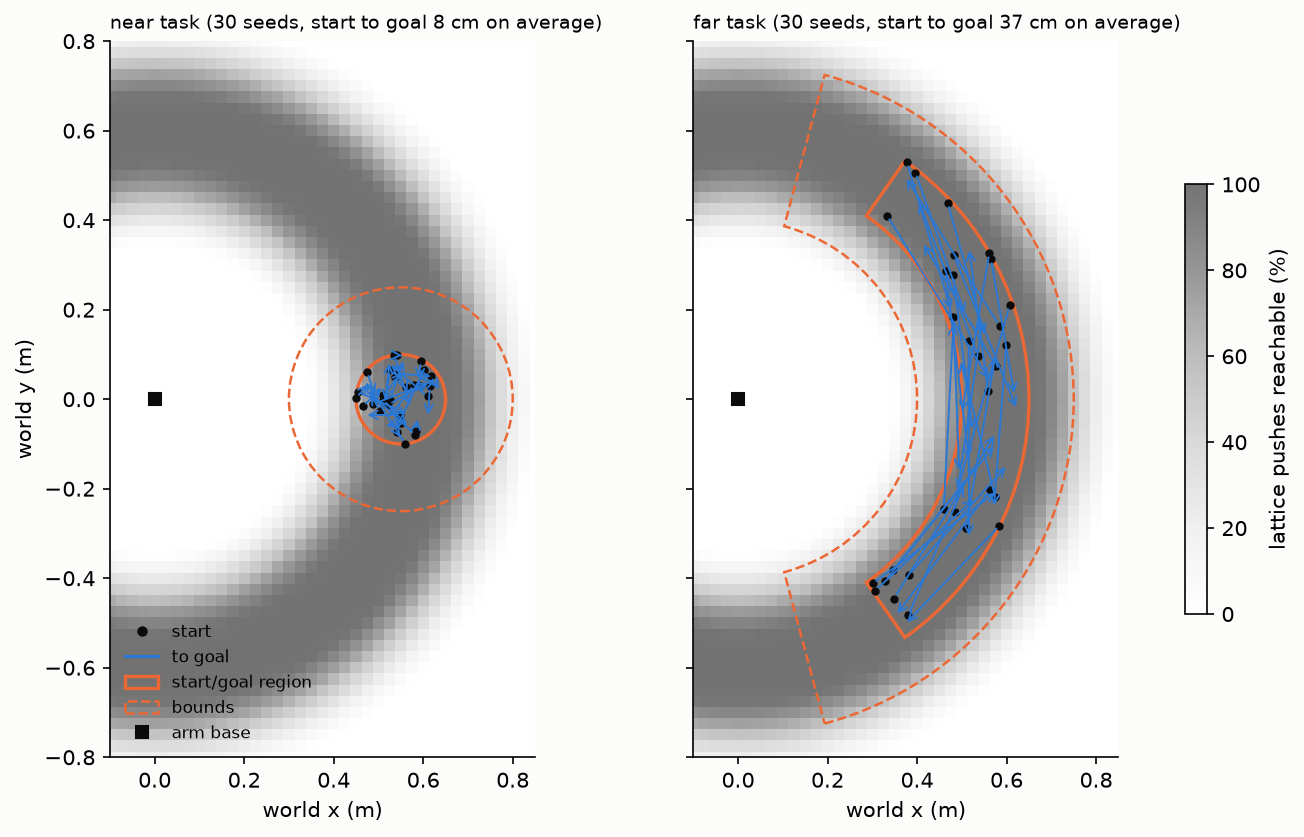 near task (30 seeds, start to goal 8 cm on average)
far task (30 seeds, start to goal 37 cm on average)
0.8
0.6
0.4
0.2
0.0
−0.2
−0.4
−0.6
−0.8
world y (m)
start
to goal
start/goal region
bounds
arm base
0.0
0.2
0.4
0.6
0.8
world x (m)
0.0
0.2
0.4
0.6
0.8
world x (m)
100
80
60
40
20
0
lattice pushes reachable (%)